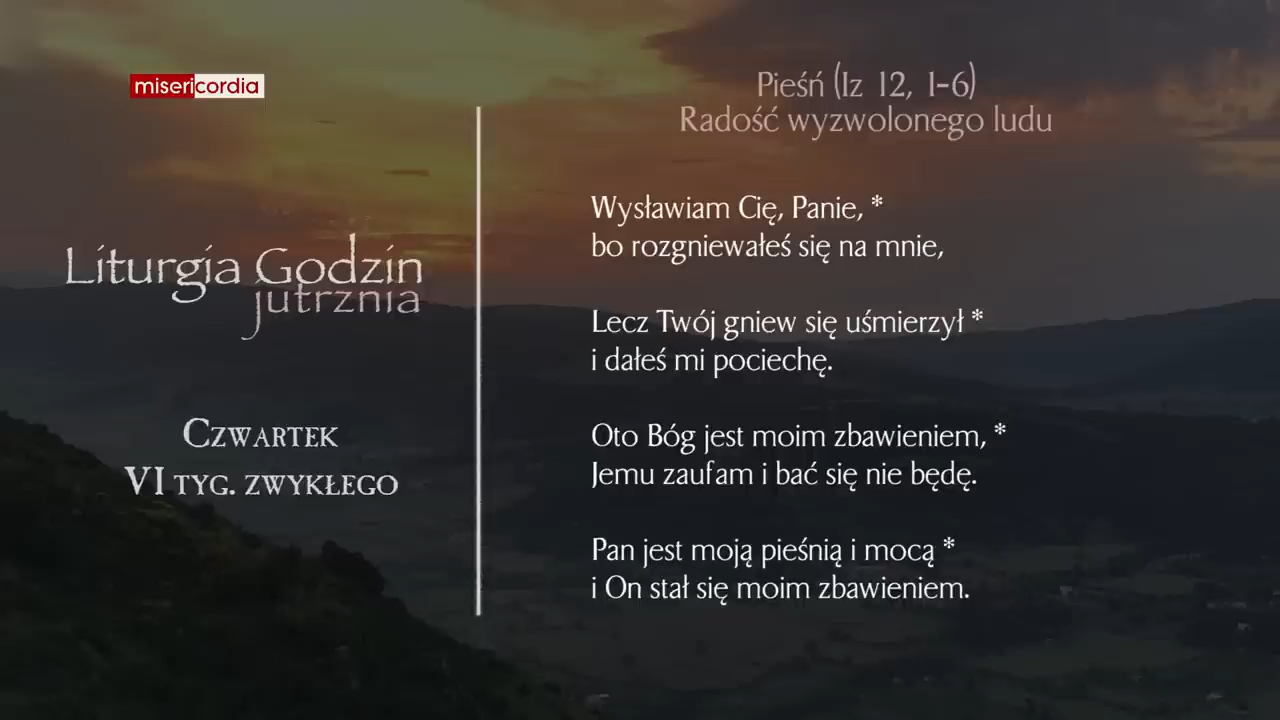 misericordia
Liturgia Godzin
jutrznia
Czwartek
VI tyg. zwykłego
Pieśń (Iz 12, 1-6)
Radość wyzwolonego ludu
Wysławiam Cię, Panie, *
bo rozgniewałeś się na mnie,
Lecz Twój gniew się uśmierzył *
i dałeś mi pociechę.
Oto Bóg jest moim zbawieniem, *
Jemu zaufam i bać się nie będę.
Pan jest moją pieśnią i mocą *
i On stał się moim zbawieniem.